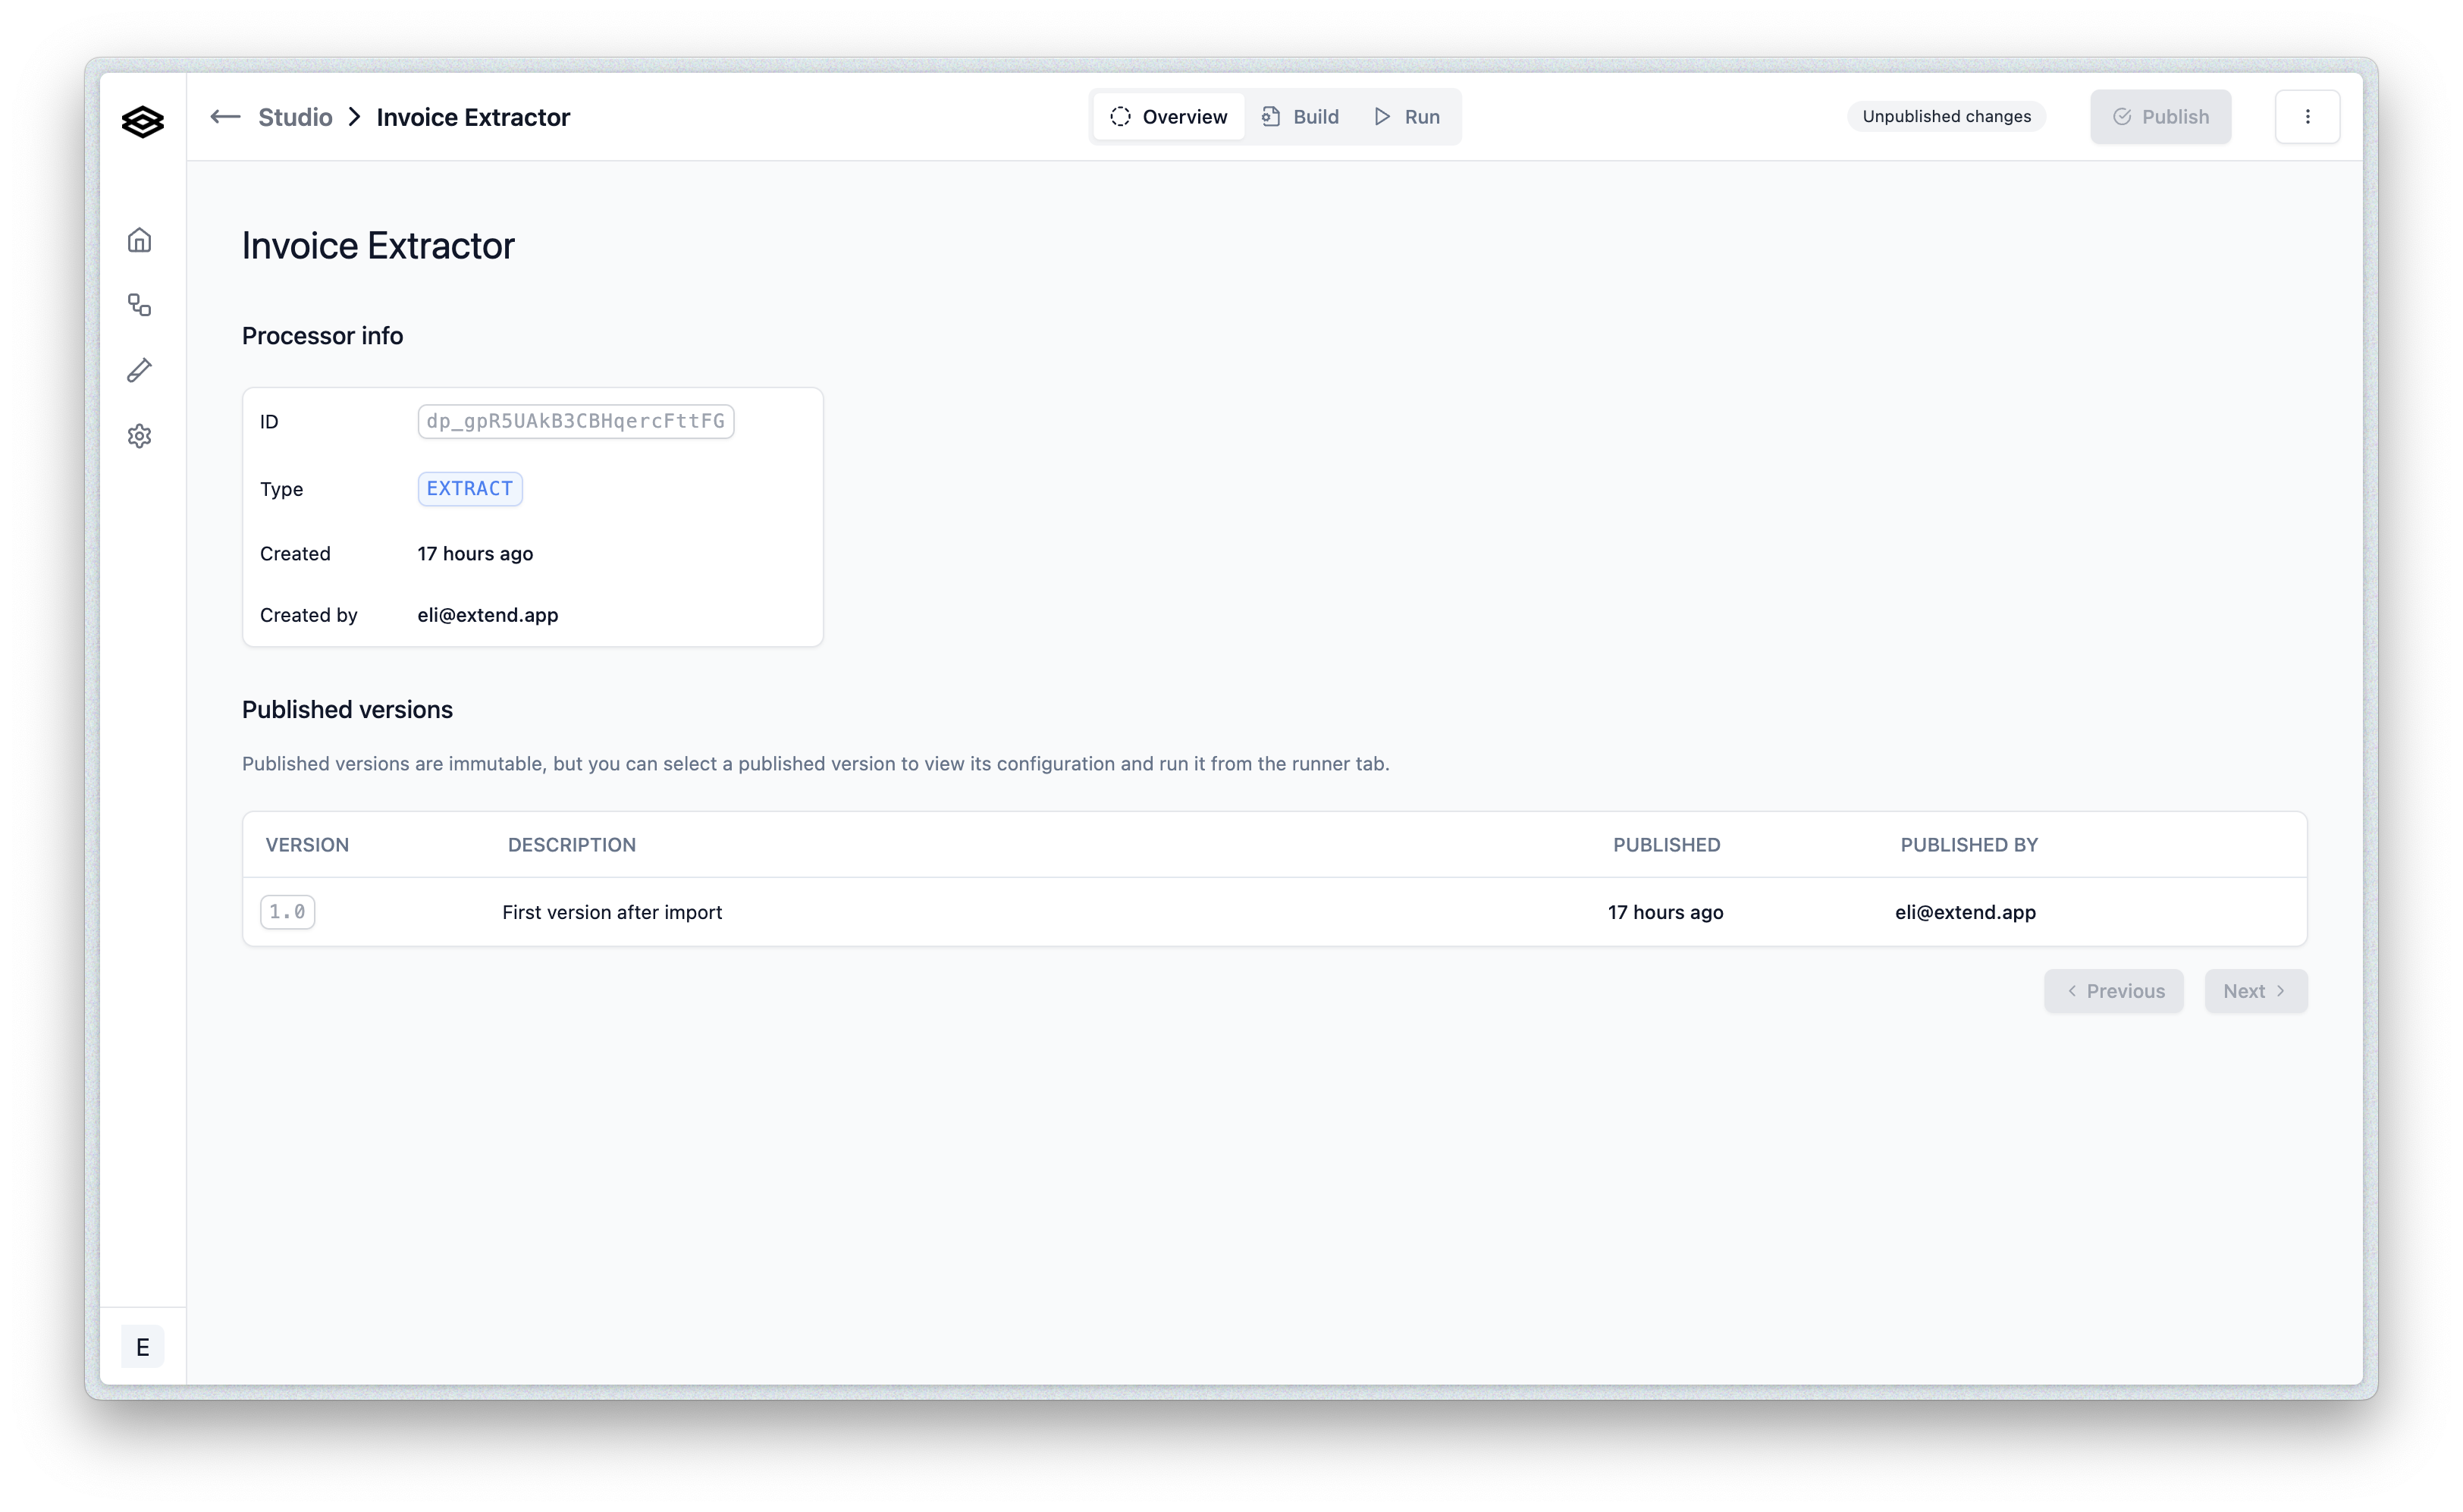 Studio Invoice Extractor
Overview Build Run
Unpublished changes Publish
Invoice Extractor
Processor info
ID dp_gpR5UAkB3CBHqercFttFG
Type EXTRACT
Created 17 hours ago
Created by eli@extend.app
Published versions
Published versions are immutable, but you can select a published version to view its configuration and run it from the runner tab.
VERSION DESCRIPTION PUBLISHED PUBLISHED BY
1.0 First version after import 17 hours ago eli@extend.app
Previous Next
E